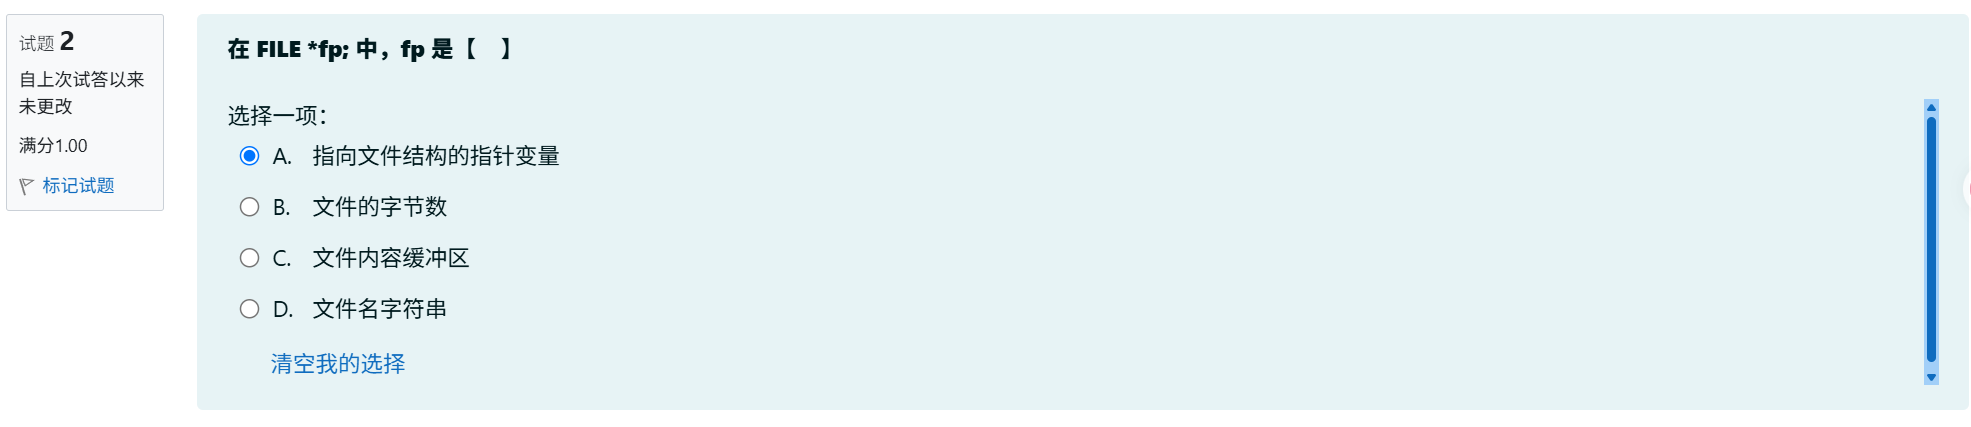 试题 2
自上次试答以来
未更改
满分1.00
标记试题
在 FILE *fp; 中，fp 是【　】
选择一项：
A. 指向文件结构的指针变量
B. 文件的字节数
C. 文件内容缓冲区
D. 文件名字符串
清空我的选择